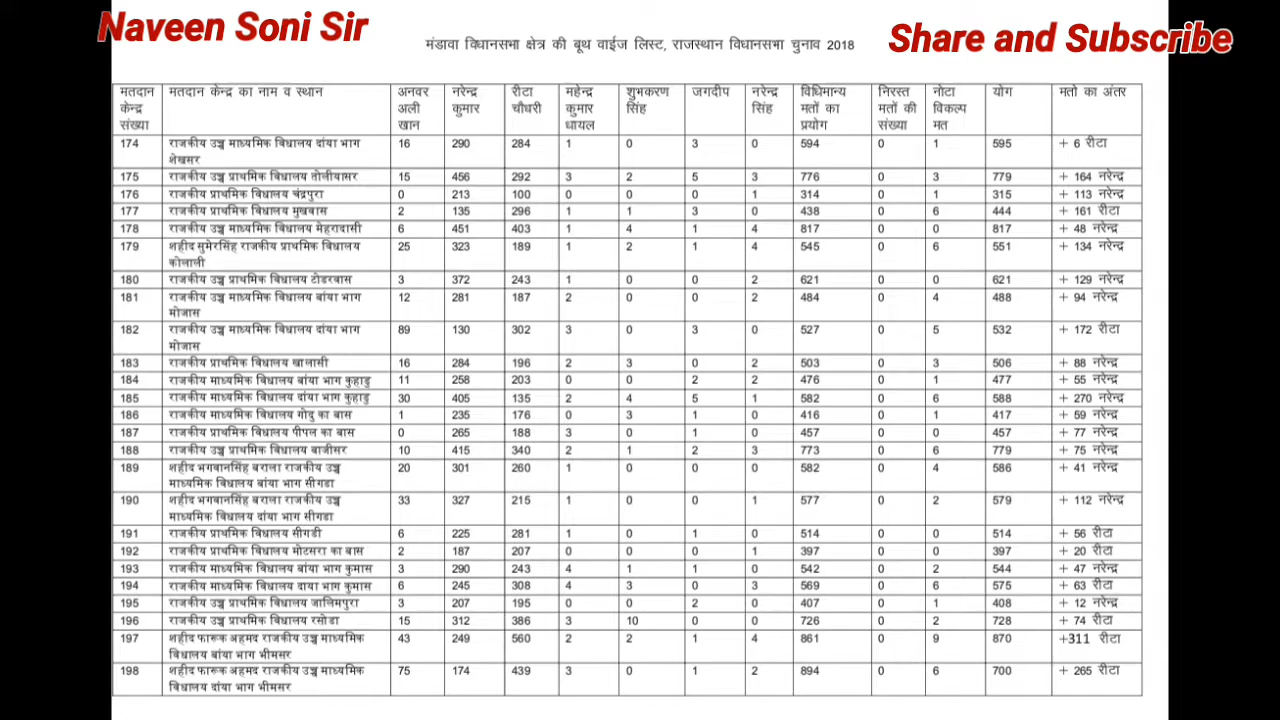 Naveen Soni Sir
मंडावा विधानसभा क्षेत्र की बूथ वाईज लिस्ट, राजस्थान विधानसभा चुनाव 2018
Share and Subscribe
मतदान केन्द्र संख्या | मतदान केन्द्र का नाम व स्थान | अनवर अली खान | नरेन्द्र कुमार | रीटा चौधरी | महेन्द्र कुमार धायल | शुभकरण सिंह | जगदीप | नरेन्द्र सिंह | विधिमान्य मतों का प्रयोग | निरस्त मतों की संख्या | नोटा विकल्प मत | योग | मतो का अंतर
174 | राजकीय उच्च माध्यमिक विधालय दांया भाग शेखसर | 16 | 290 | 284 | 1 | 0 | 3 | 0 | 594 | 0 | 1 | 595 | + 6 रीटा
175 | राजकीय उच्च प्राथमिक विधालय तोलीयासर | 15 | 456 | 292 | 3 | 2 | 5 | 3 | 776 | 0 | 3 | 779 | + 164 नरेन्द्र
176 | राजकीय प्राथमिक विधालय चंद्रपुरा | 0 | 213 | 100 | 0 | 0 | 0 | 1 | 314 | 0 | 1 | 315 | + 113 नरेन्द्र
177 | राजकीय प्राथमिक विधालय मुखवास | 2 | 135 | 296 | 1 | 1 | 3 | 0 | 438 | 0 | 6 | 444 | + 161 रीटा
178 | राजकीय उच्च माध्यमिक विधालय मेहरादासी | 6 | 451 | 403 | 1 | 4 | 1 | 4 | 817 | 0 | 0 | 817 | + 48 नरेन्द्र
179 | शहीद सुमेरसिंह राजकीय प्राथमिक विधालय कोलाली | 25 | 323 | 189 | 1 | 2 | 1 | 4 | 545 | 0 | 6 | 551 | + 134 नरेन्द्र
180 | राजकीय उच्च प्राथमिक विधालय टोडरवास | 3 | 372 | 243 | 1 | 0 | 0 | 2 | 621 | 0 | 0 | 621 | + 129 नरेन्द्र
181 | राजकीय उच्च माध्यमिक विधालय बांया भाग मोजास | 12 | 281 | 187 | 2 | 0 | 0 | 2 | 484 | 0 | 4 | 488 | + 94 नरेन्द्र
182 | राजकीय उच्च माध्यमिक विधालय दांया भाग मोजास | 89 | 130 | 302 | 3 | 0 | 3 | 0 | 527 | 0 | 5 | 532 | + 172 रीटा
183 | राजकीय प्राथमिक विधालय खालासी | 16 | 284 | 196 | 2 | 3 | 0 | 2 | 503 | 0 | 3 | 506 | + 88 नरेन्द्र
184 | राजकीय माध्यमिक विधालय बांया भाग कुहाडु | 11 | 258 | 203 | 0 | 0 | 2 | 2 | 476 | 0 | 1 | 477 | + 55 नरेन्द्र
185 | राजकीय माध्यमिक विधालय दांया भाग कुहाडु | 30 | 405 | 135 | 2 | 4 | 5 | 1 | 582 | 0 | 6 | 588 | + 270 नरेन्द्र
186 | राजकीय माध्यमिक विधालय गोदु का बास | 1 | 235 | 176 | 0 | 3 | 1 | 0 | 416 | 0 | 1 | 417 | + 59 नरेन्द्र
187 | राजकीय प्राथमिक विधालय पीपल का बास | 0 | 265 | 188 | 3 | 0 | 1 | 0 | 457 | 0 | 0 | 457 | + 77 नरेन्द्र
188 | राजकीय उच्च प्राथमिक विधालय बाजीसर | 10 | 415 | 340 | 2 | 1 | 2 | 3 | 773 | 0 | 6 | 779 | + 75 नरेन्द्र
189 | शहीद भगवानसिंह बराला राजकीय उच्च माध्यमिक विधालय बांया भाग सीगडा | 20 | 301 | 260 | 1 | 0 | 0 | 0 | 582 | 0 | 4 | 586 | + 41 नरेन्द्र
190 | शहीद भगवानसिंह बराला राजकीय उच्च माध्यमिक विधालय दांया भाग सीगडा | 33 | 327 | 215 | 1 | 0 | 0 | 1 | 577 | 0 | 2 | 579 | + 112 नरेन्द्र
191 | राजकीय प्राथमिक विधालय सीगडी | 6 | 225 | 281 | 1 | 0 | 1 | 0 | 514 | 0 | 0 | 514 | + 56 रीटा
192 | राजकीय प्राथमिक विधालय मोटसरा का बास | 2 | 187 | 207 | 0 | 0 | 0 | 1 | 397 | 0 | 0 | 397 | + 20 रीटा
193 | राजकीय माध्यमिक विधालय बांया भाग कुमास | 3 | 290 | 243 | 4 | 1 | 1 | 0 | 542 | 0 | 2 | 544 | + 47 नरेन्द्र
194 | राजकीय माध्यमिक विधालय दाया भाग कुमास | 6 | 245 | 308 | 4 | 3 | 0 | 3 | 569 | 0 | 6 | 575 | + 63 रीटा
195 | राजकीय उच्च प्राथमिक विधालय जालिमपुरा | 3 | 207 | 195 | 0 | 0 | 2 | 0 | 407 | 0 | 1 | 408 | + 12 नरेन्द्र
196 | राजकीय उच्च प्राथमिक विधालय रसोडा | 15 | 312 | 386 | 3 | 10 | 0 | 0 | 726 | 0 | 2 | 728 | + 74 रीटा
197 | शहीद फारूक अहमद राजकीय उच्च माध्यमिक विधालय बांया भाग भीमसर | 43 | 249 | 560 | 2 | 2 | 1 | 4 | 861 | 0 | 9 | 870 | +311 रीटा
198 | शहीद फारूक अहमद राजकीय उच्च माध्यमिक विधालय दांया भाग भीमसर | 75 | 174 | 439 | 3 | 0 | 1 | 2 | 894 | 0 | 6 | 700 | + 265 रीटा